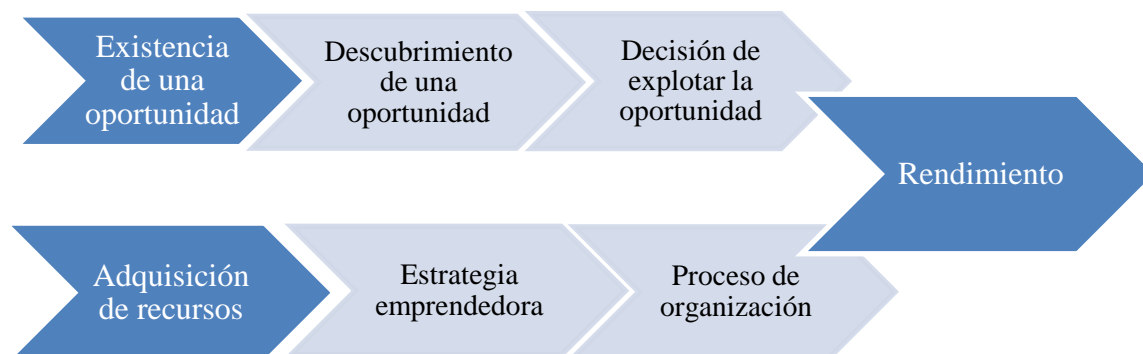 Existencia
de una
oportunidad
Descubrimiento
de una
oportunidad
Decisión de
explotar la
oportunidad
Rendimiento
Adquisición
de recursos
Estrategia
emprendedora
Proceso de
organización